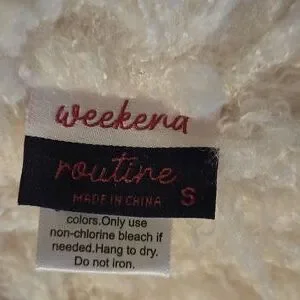 weekend
routine
MADE IN CHINA S
colors.Only use
non-chlorine bleach if
needed.Hang to dry.
Do not iron.